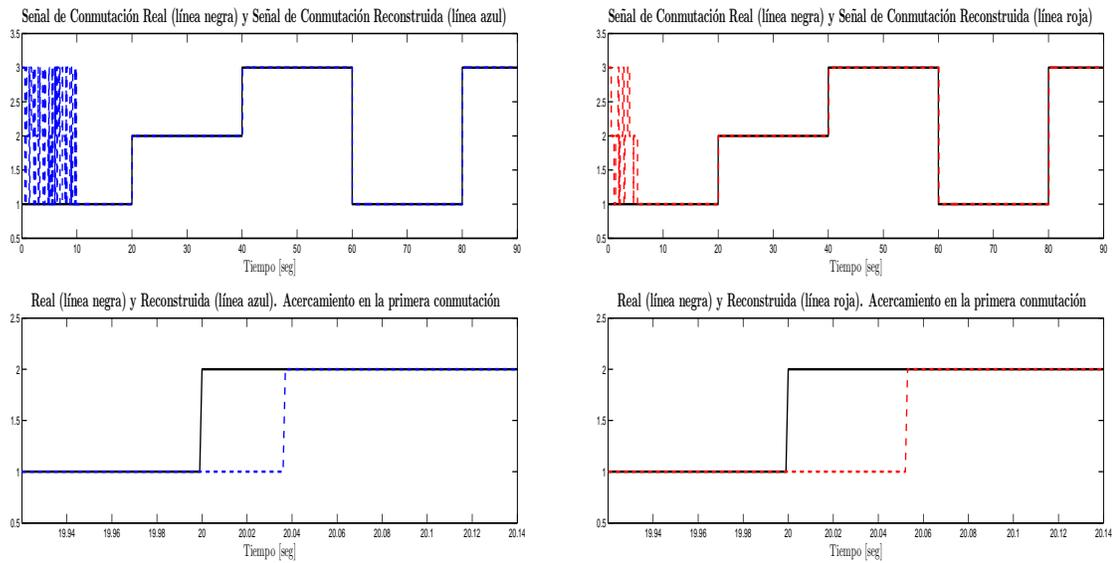 Señal de Conmutación Real (línea negra) y Señal de Conmutación Reconstruida (línea azul)
3.5
3
2.5
2
1.5
1
0.5
0 10 20 30 40 50 60 70 80 90
Tiempo [seg]
Señal de Conmutación Real (línea negra) y Señal de Conmutación Reconstruida (línea roja)
3.5
3
2.5
2
1.5
1
0.5
0 10 20 30 40 50 60 70 80 90
Tiempo [seg]
Real (línea negra) y Reconstruida (línea azul). Acercamiento en la primera conmutación
2.5
2
1.5
1
0.5
19.94 19.96 19.98 20 20.02 20.04 20.06 20.08 20.1 20.12 20.14
Tiempo [seg]
Real (línea negra) y Reconstruida (línea roja). Acercamiento en la primera conmutación
2.5
2
1.5
1
0.5
19.94 19.96 19.98 20 20.02 20.04 20.06 20.08 20.1 20.12 20.14
Tiempo [seg]